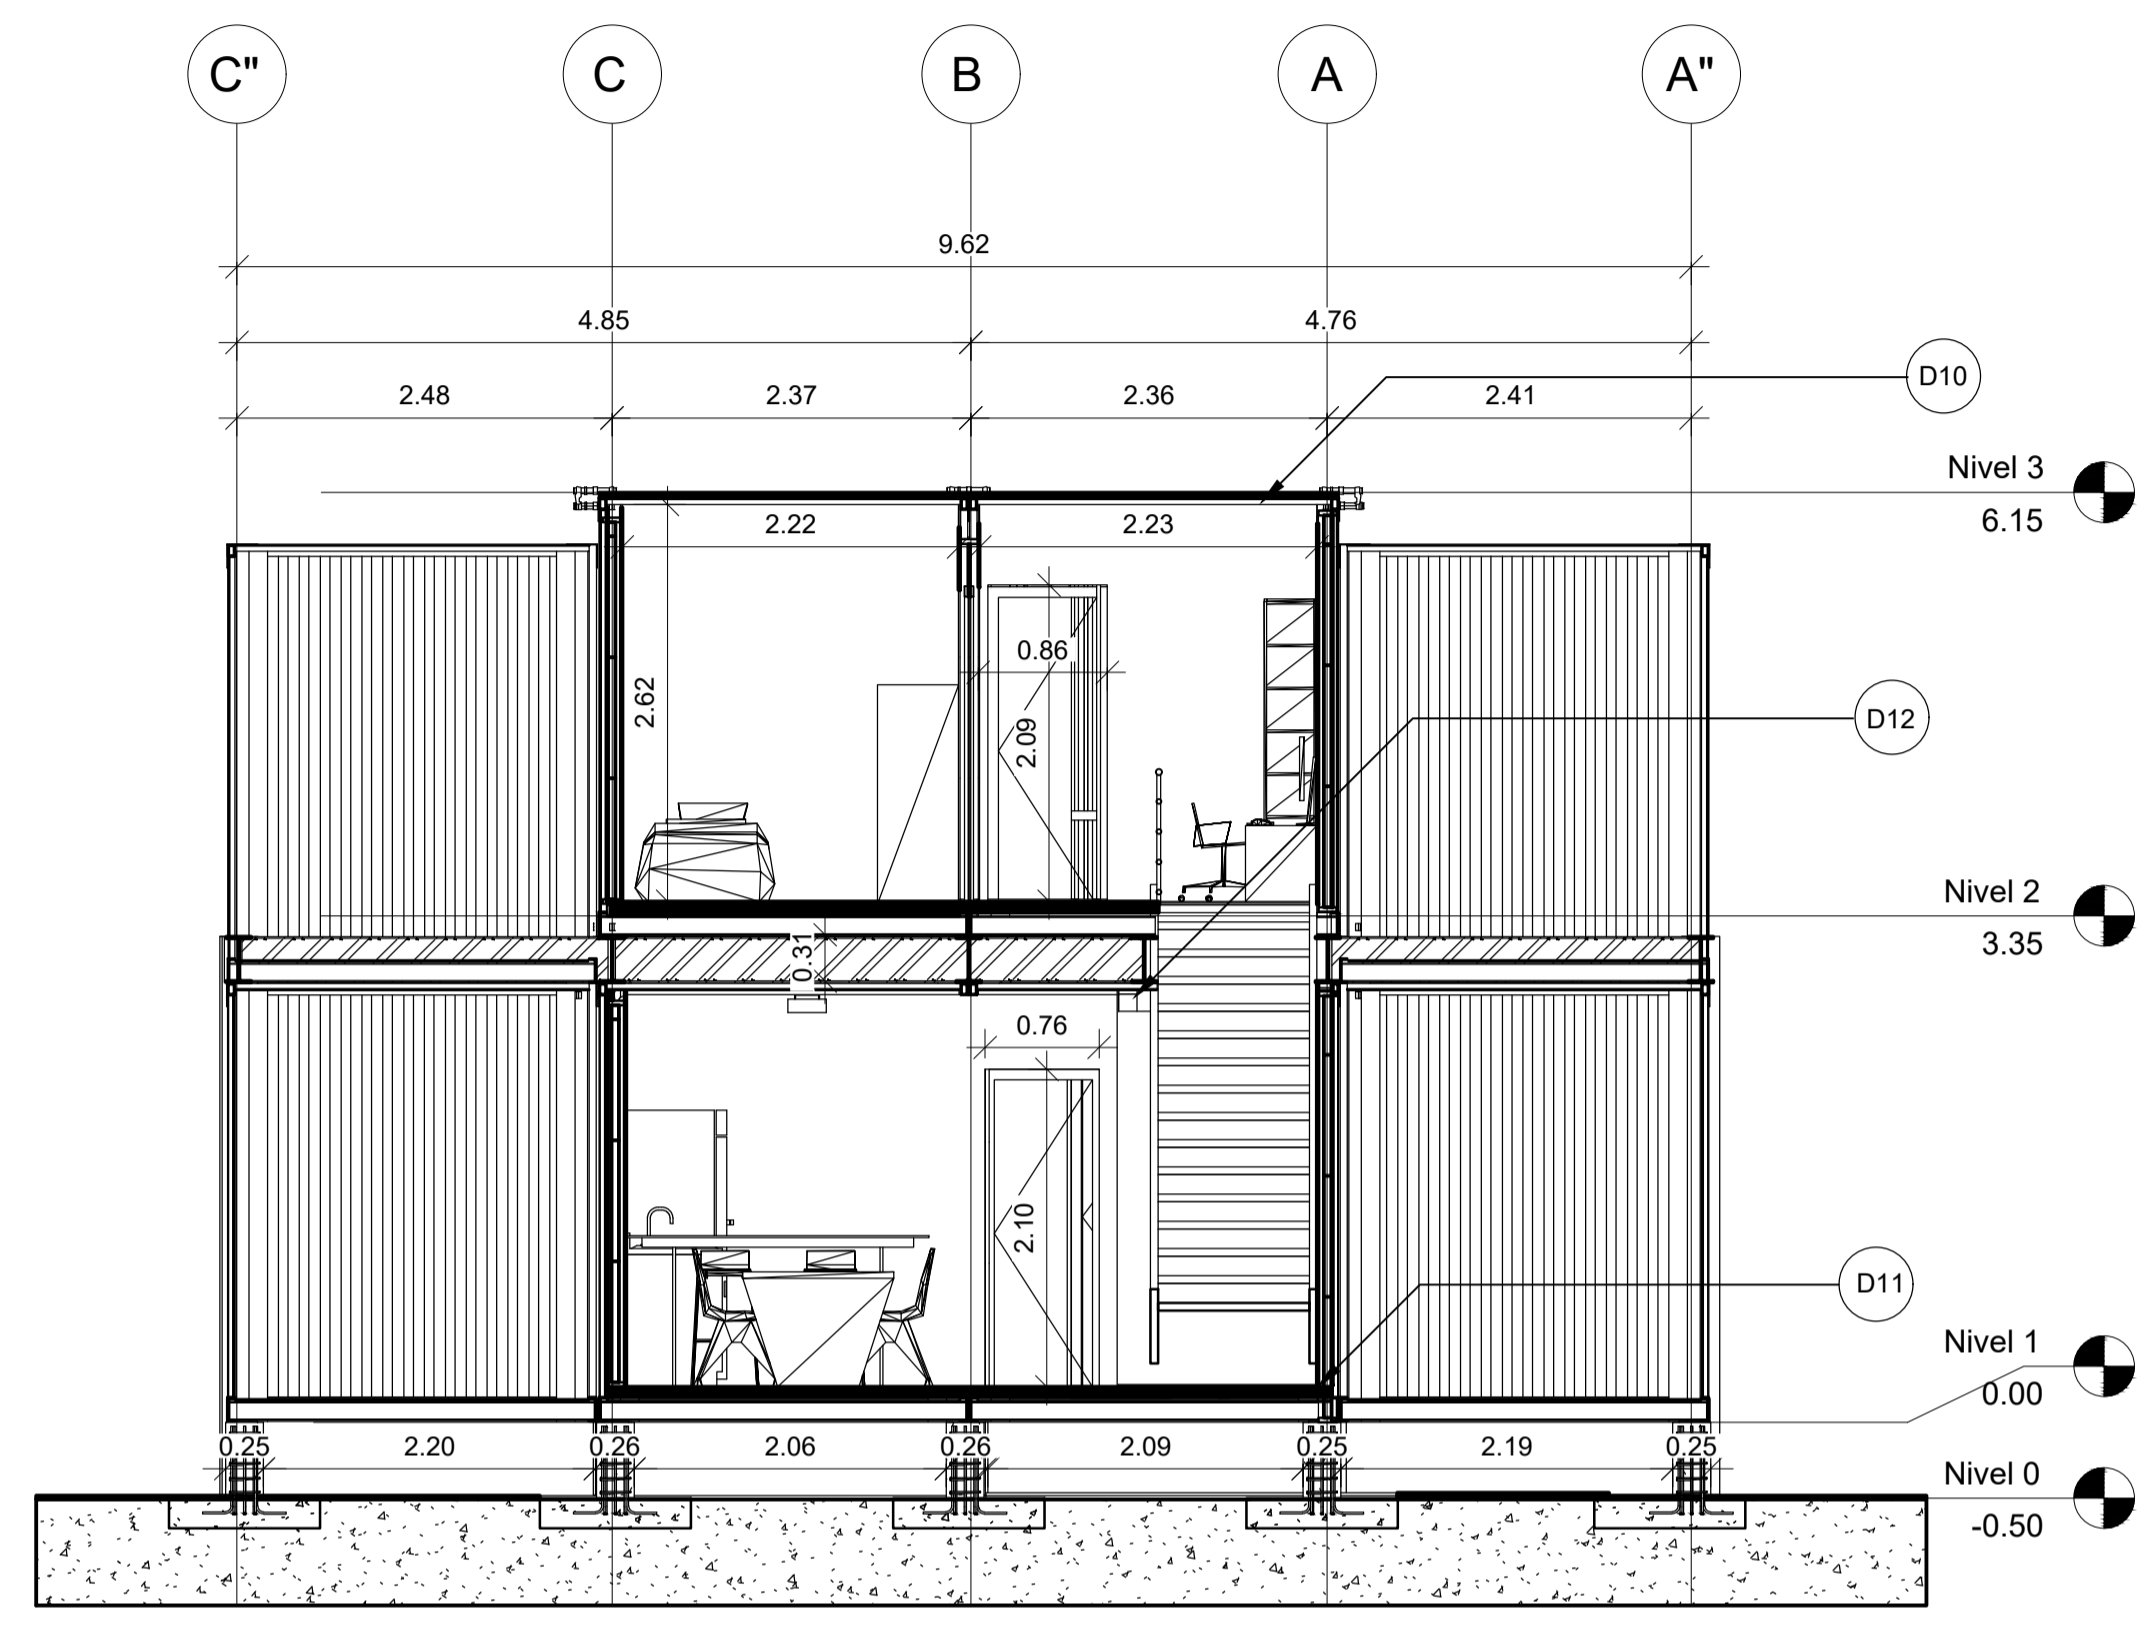 C" C B A A"
9.62
4.85 4.76
2.48 2.37 2.36 2.41
D10
Nivel 3
6.15
2.22 2.23
0.86
2.62
2.09
D12
Nivel 2
3.35
0.31
0.76
2.10
D11
Nivel 1
0.00
0.25 2.20 0.26 2.06 0.26 2.09 0.25 2.19 0.25
Nivel 0
-0.50